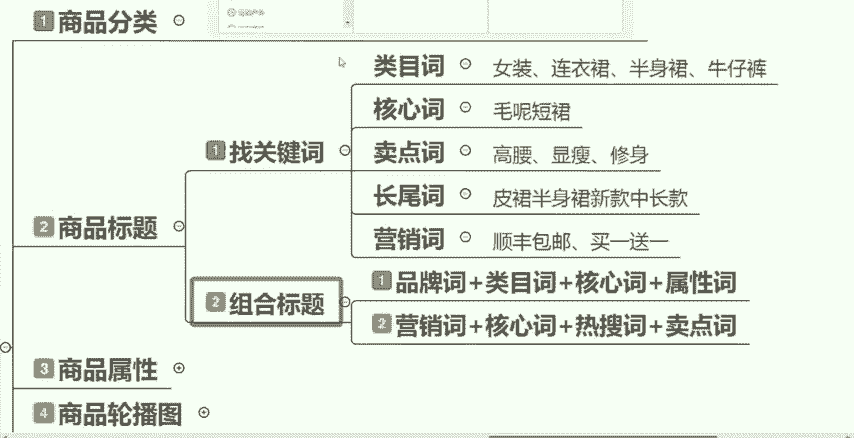 1 商品分类
2 商品标题
1 找关键词
类目词 女装、连衣裙、半身裙、牛仔裤
核心词 毛呢短裙
卖点词 高腰、显瘦、修身
长尾词 皮裙半身裙新款中长款
营销词 顺丰包邮、买一送一
2 组合标题
1 品牌词+类目词+核心词+属性词
2 营销词+核心词+热搜词+卖点词
3 商品属性
4 商品轮播图